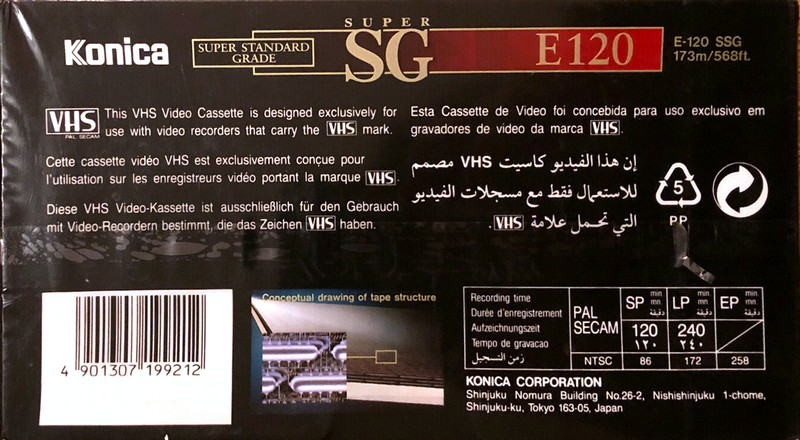 Konica
SUPER STANDARD
GRADE
SUPER
SG
E120
E-120 SSG
173m/568ft.
VHS
PAL SECAM
This VHS Video Cassette is designed exclusively for
use with video recorders that carry the VHS mark.
Cette cassette vidéo VHS est exclusivement conçue pour
l'utilisation sur les enregistreurs vidéo portant la marque VHS.
Diese VHS Video-Kassette ist ausschließlich für den Gebrauch
mit Video-Recordern bestimmt, die das Zeichen VHS haben.
Esta Cassette de Video foi concebida para uso exclusivo em
gravadores de video da marca VHS.
إن هذا الفيديو كاسيت VHS مصمم
للاستعمال فقط مع مسجلات الفيديو
التي تحمل علامة VHS.
5
PP
4 901307 199212
Conceptual drawing of tape structure
Recording time
Durée d'enregistrement
Aufzeichnungszeit
Tempo de gravacao
زمن التسجيل
PAL
SECAM
SP min. mn. دقيقة
LP min. mn. دقيقة
EP min. mn. دقيقة
120 240
١٢٠ ٢٤٠
NTSC 86 172 258
KONICA CORPORATION
Shinjuku Nomura Building No.26-2, Nishishinjuku 1-chome,
Shinjuku-ku, Tokyo 163-05, Japan